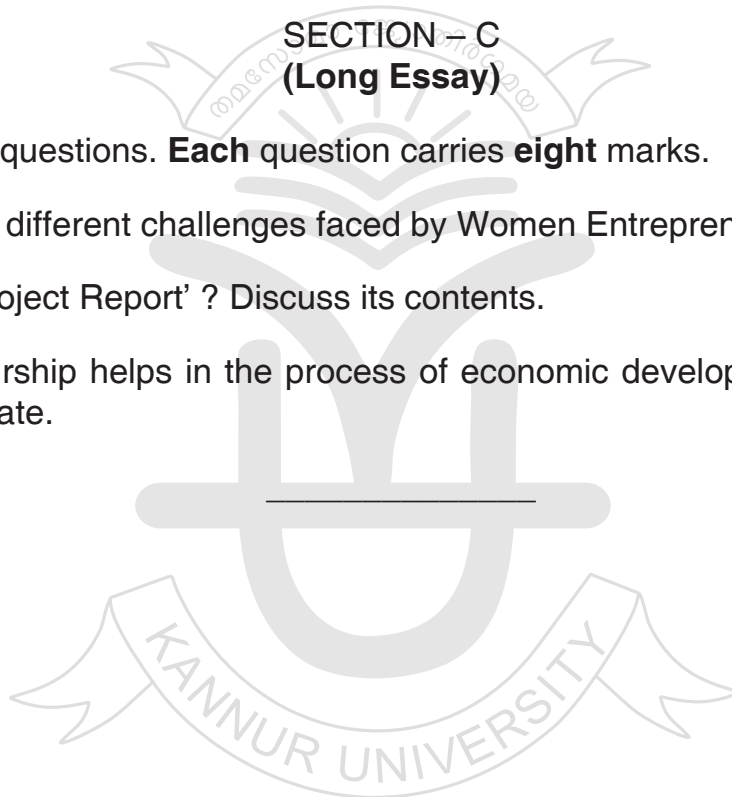 SECTION – C
(Long Essay)
questions. Each question carries eight marks.
different challenges faced by Women Entrepren
oject Report’ ? Discuss its contents.
rship helps in the process of economic develop
ate.
KANNUR UNIVERSITY